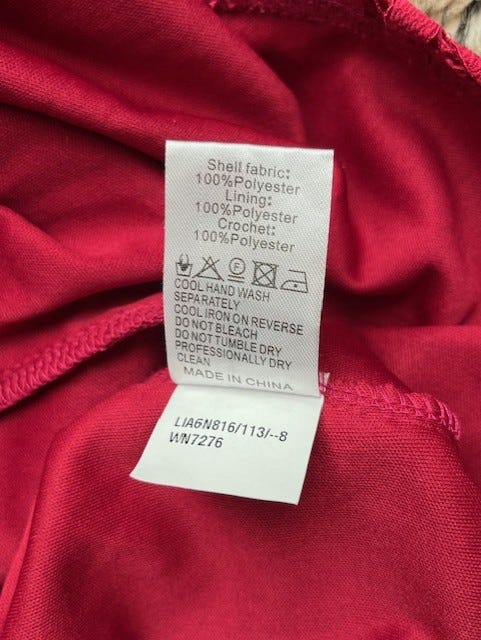 Shell fabric:
100%Polyester
Lining:
100%Polyester
Crochet:
100%Polyester
COOL HAND WASH
SEPARATELY
COOL IRON ON REVERSE
DO NOT BLEACH
DO NOT TUMBLE DRY
PROFESSIONALLY DRY
CLEAN
MADE IN CHINA
LIA6N816/113/--8
WN7276